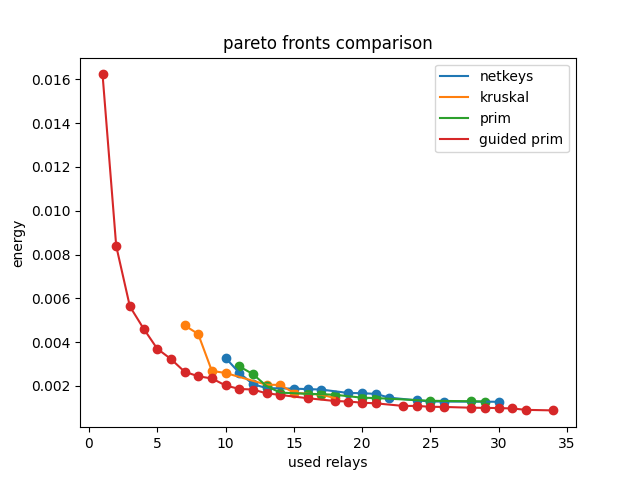 pareto fronts comparison
netkeys
kruskal
prim
guided prim
energy
0.016
0.014
0.012
0.010
0.008
0.006
0.004
0.002
0 5 10 15 20 25 30 35
used relays